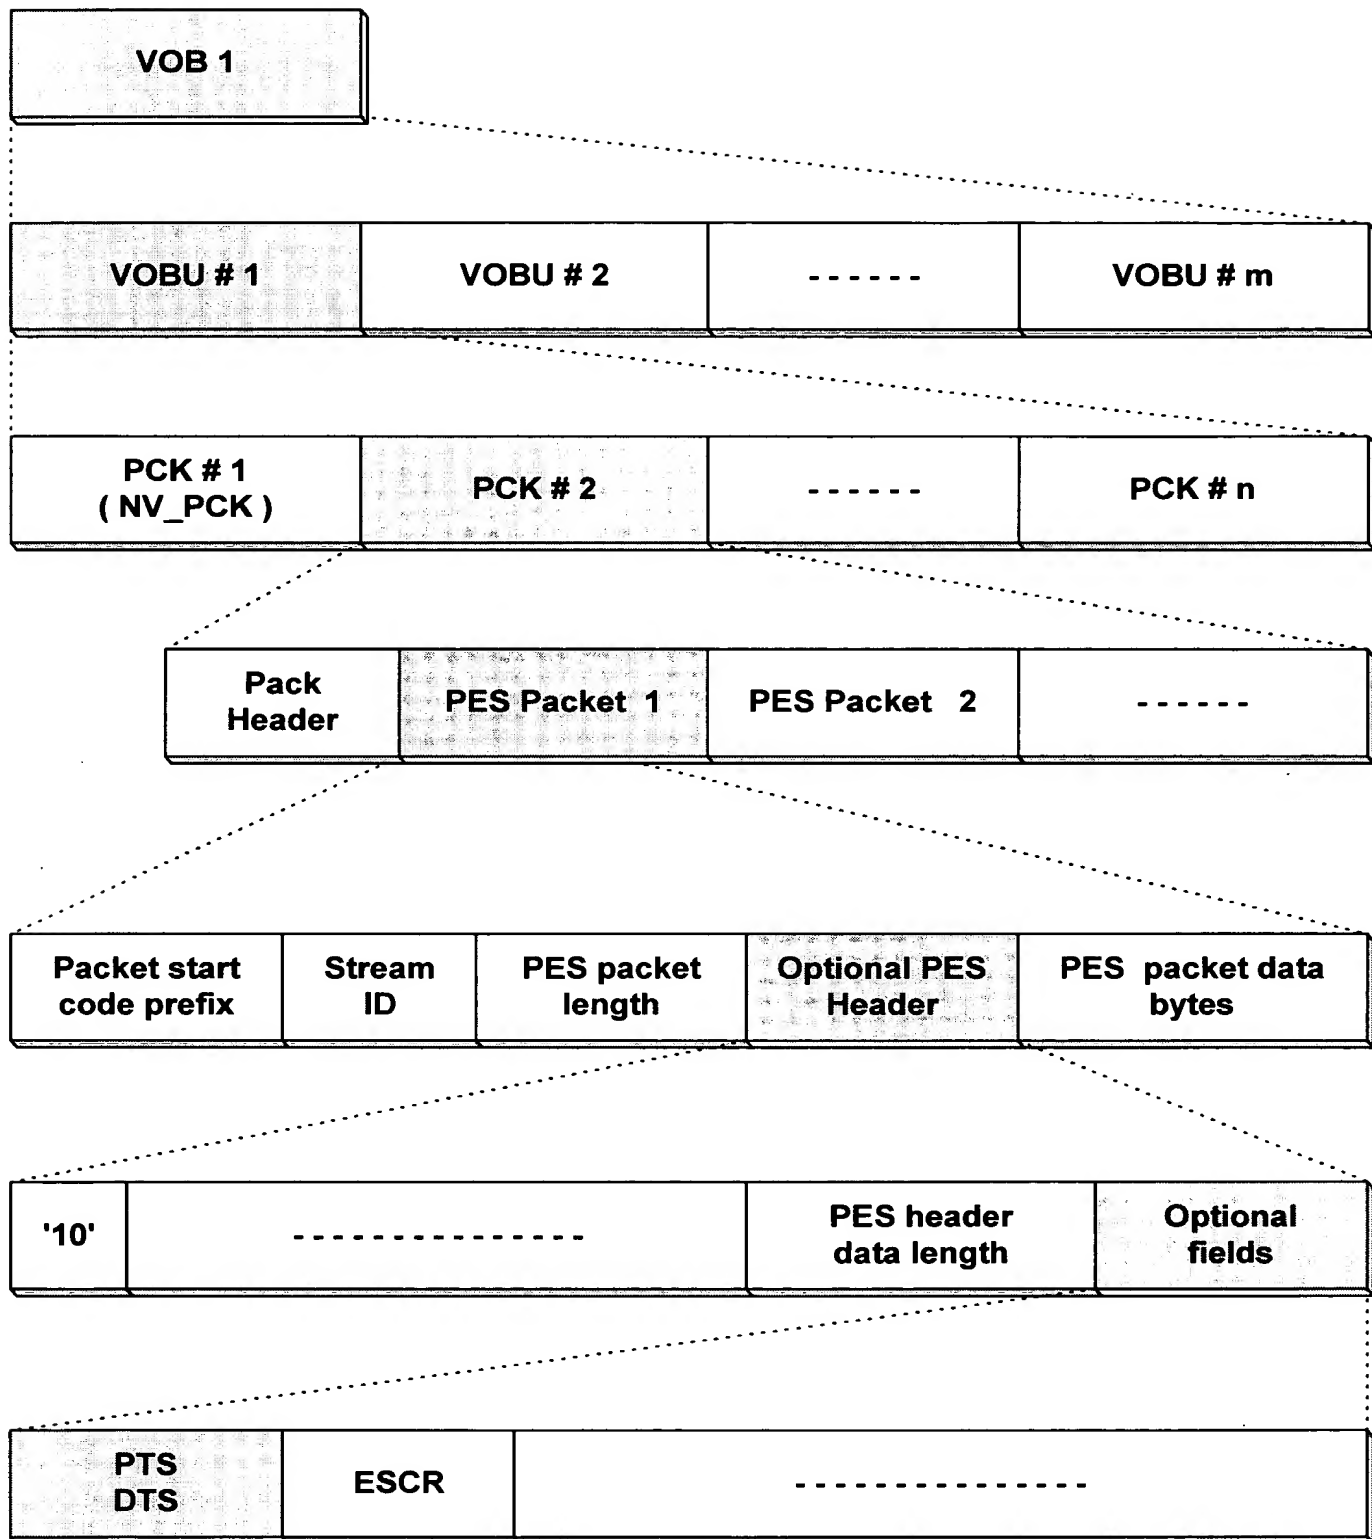 VOB 1
VOBU # 1
VOBU # 2
- - - - - -
VOBU # m
PCK # 1
( NV_PCK )
PCK # 2
- - - - - -
PCK # n
Pack
Header
PES Packet 1
PES Packet 2
- - - - - -
Packet start
code prefix
Stream
ID
PES packet
length
Optional PES
Header
PES packet data
bytes
'10'
- - - - - - - - - - - - - - -
PES header
data length
Optional
fields
PTS
DTS
ESCR
- - - - - - - - - - - - - - -